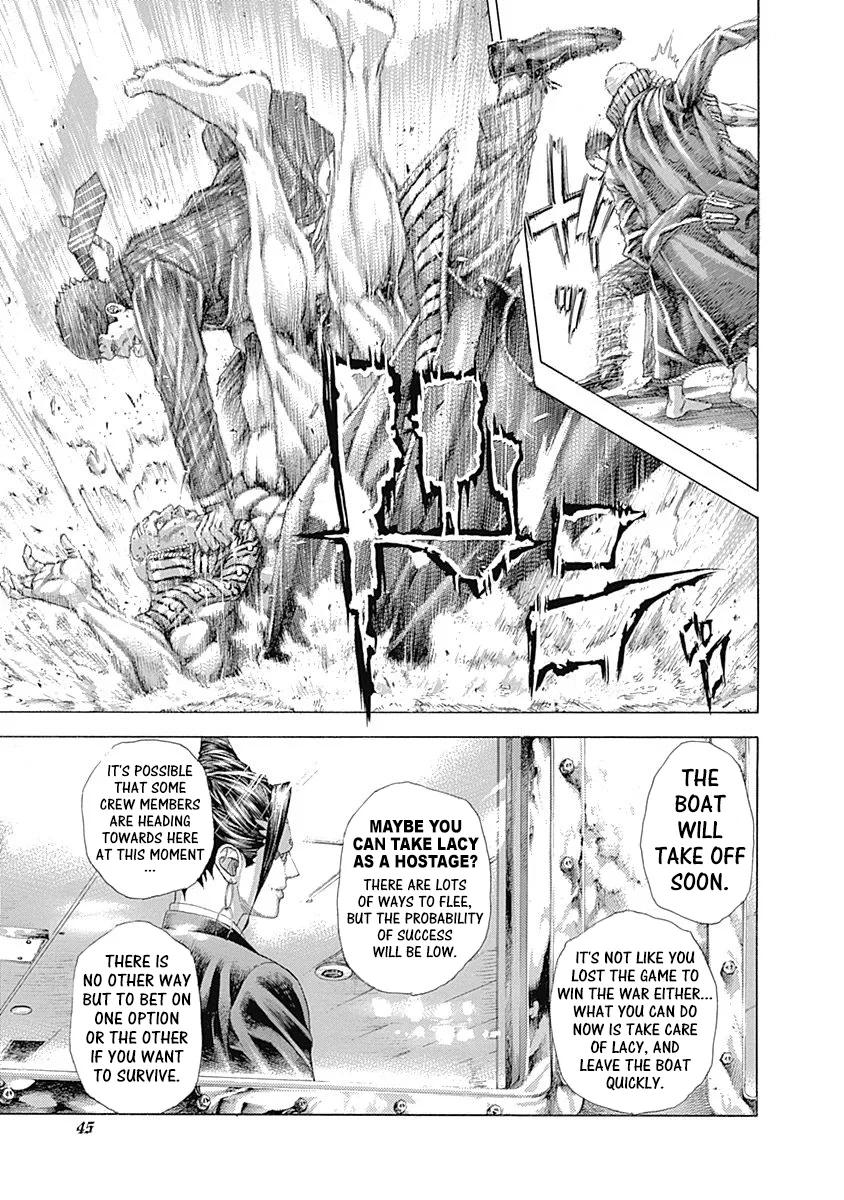 THE
BOAT
WILL
TAKE OFF
SOON.
IT'S NOT LIKE YOU
LOST THE GAME TO
WIN THE WAR EITHER...
WHAT YOU CAN DO
NOW IS TAKE CARE
OF LACY, AND
LEAVE THE BOAT
QUICKLY.
MAYBE YOU
CAN TAKE LACY
AS A HOSTAGE?
THERE ARE LOTS
OF WAYS TO FLEE,
BUT THE PROBABILITY
OF SUCCESS
WILL BE LOW.
IT'S POSSIBLE
THAT SOME
CREW MEMBERS
ARE HEADING
TOWARDS HERE
AT THIS MOMENT
...
THERE IS
NO OTHER WAY
BUT TO BET ON
ONE OPTION
OR THE OTHER
IF YOU WANT
TO SURVIVE.
45